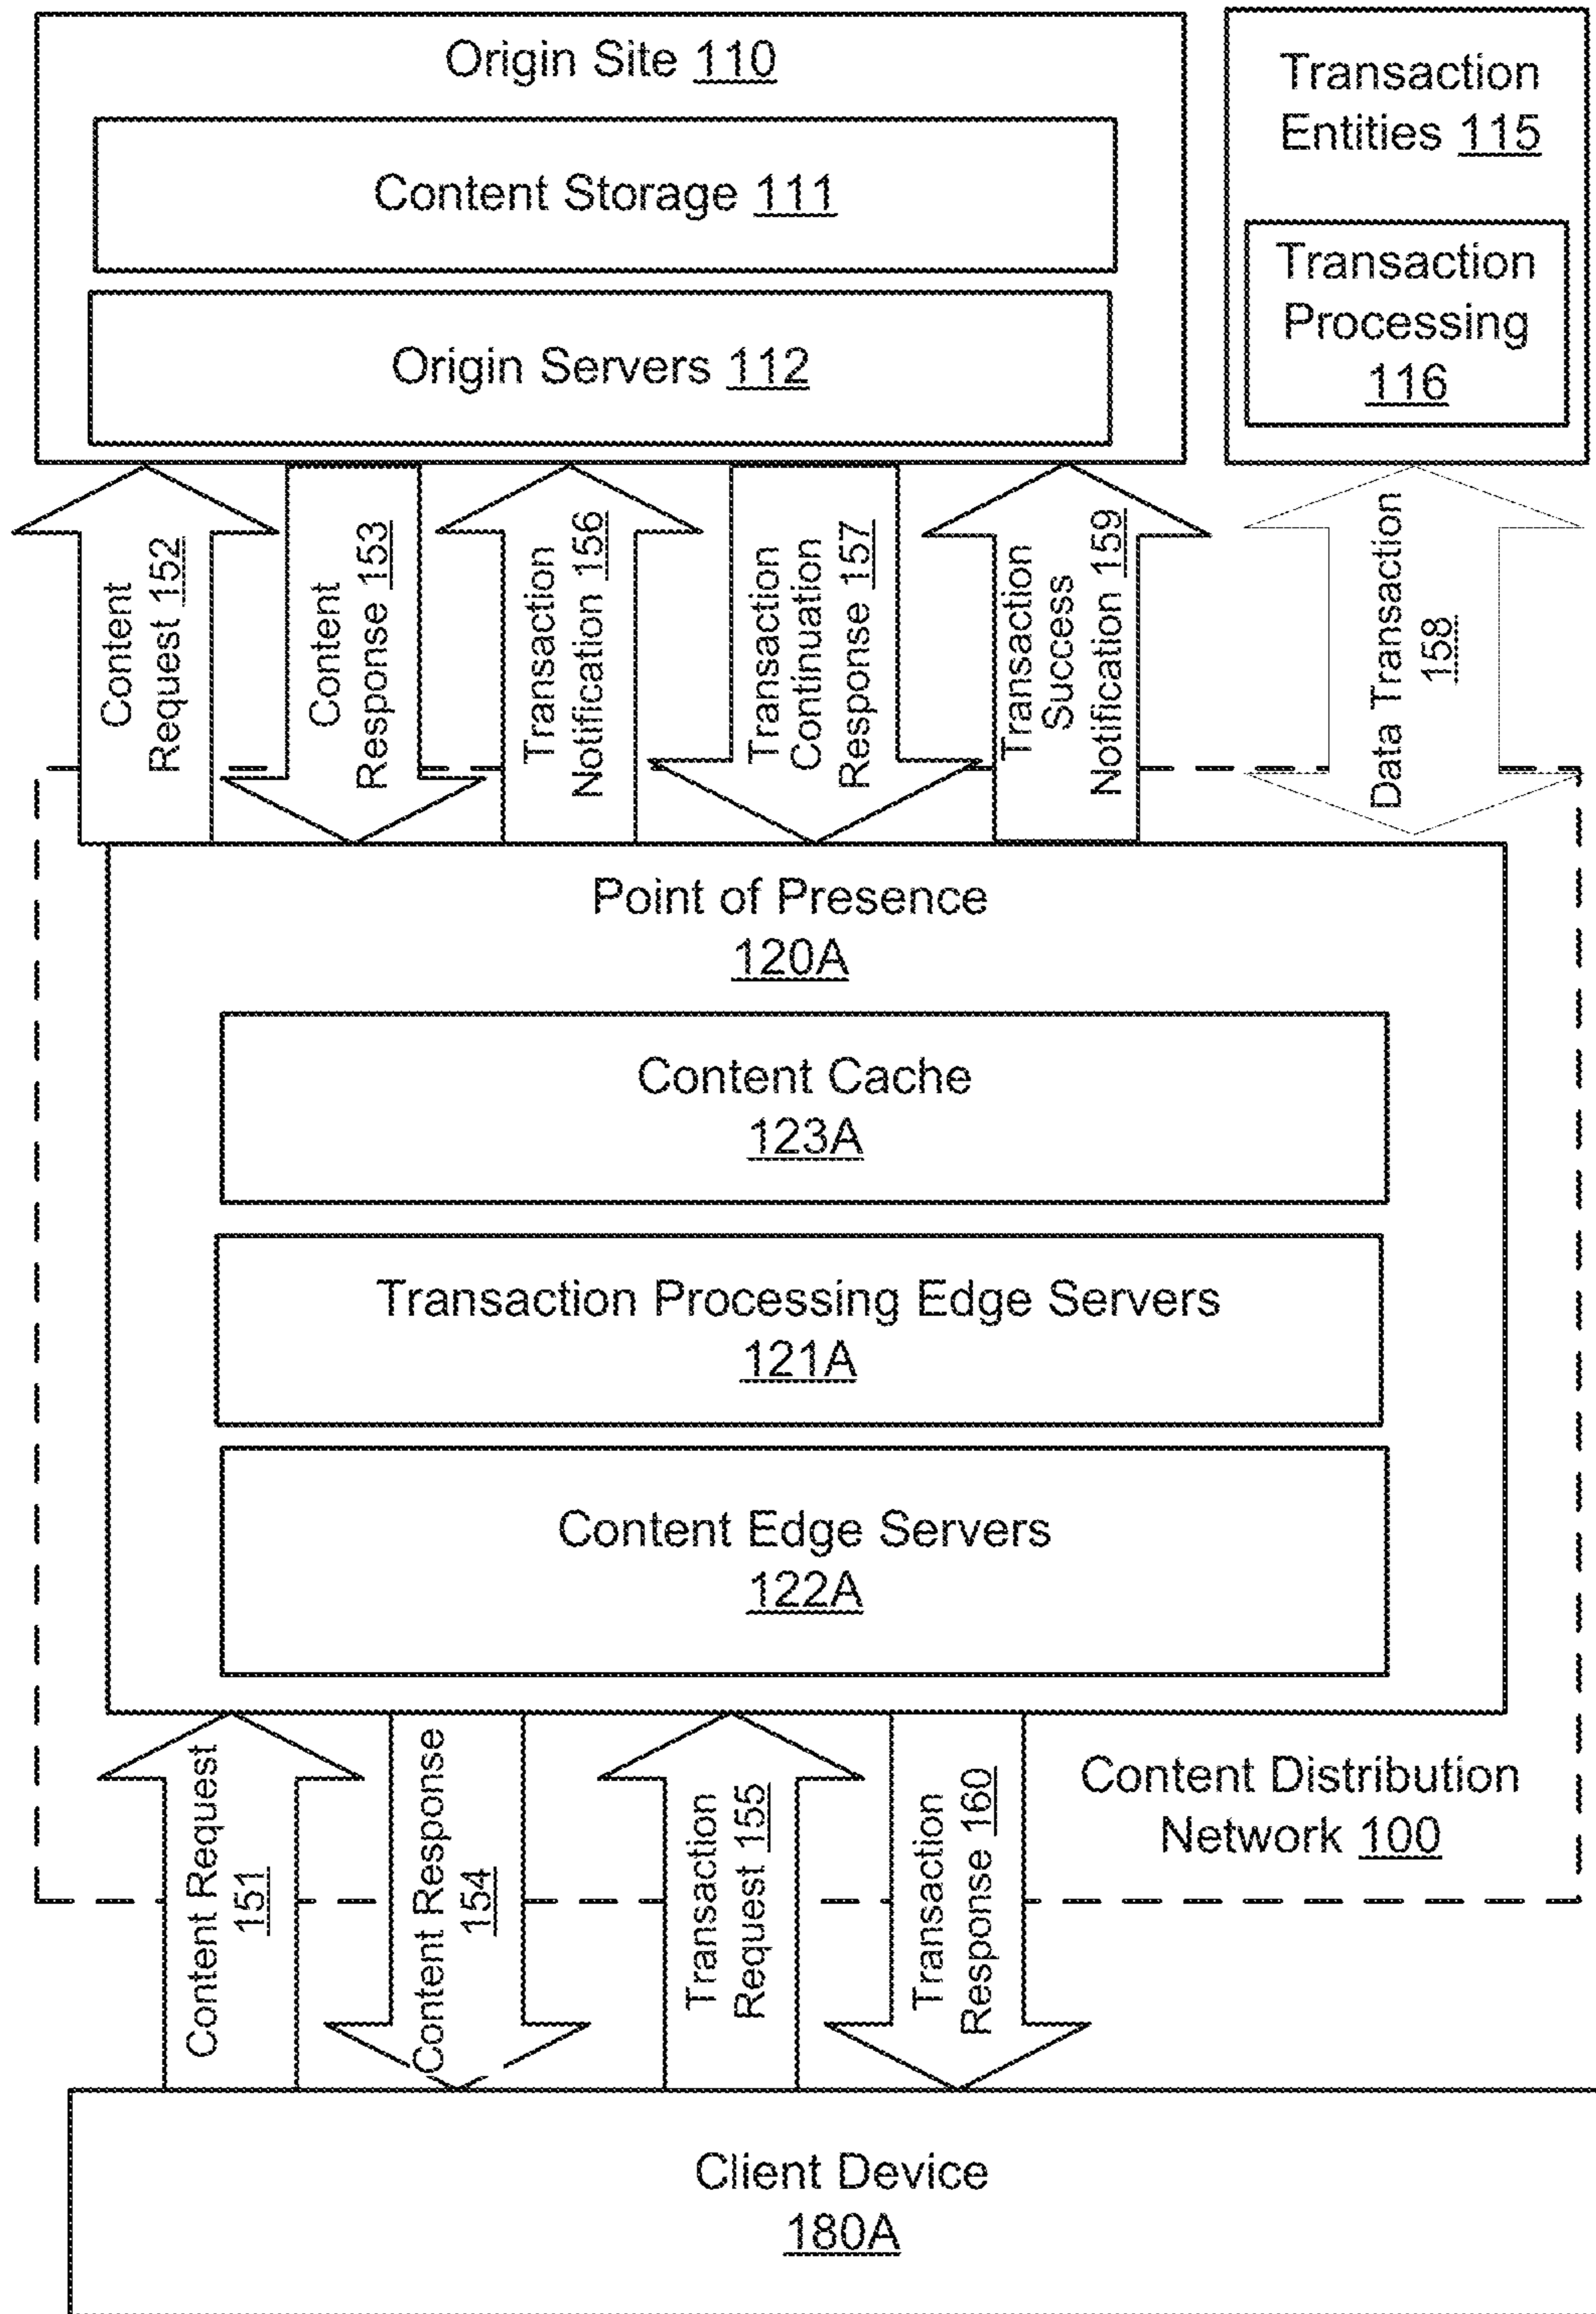 Origin Site 110
Content Storage 111
Origin Servers 112
Transaction
Entities 115
Transaction
Processing
116
Content
Request 152
Content
Response 153
Transaction
Notification 156
Transaction
Continuation
Response 157
Transaction
Success
Notification 159
Data Transaction
158
Point of Presence
120A
Content Cache
123A
Transaction Processing Edge Servers
121A
Content Edge Servers
122A
Content Request
151
Content Response
154
Transaction
Request 155
Transaction
Response 160
Content Distribution
Network 100
Client Device
180A